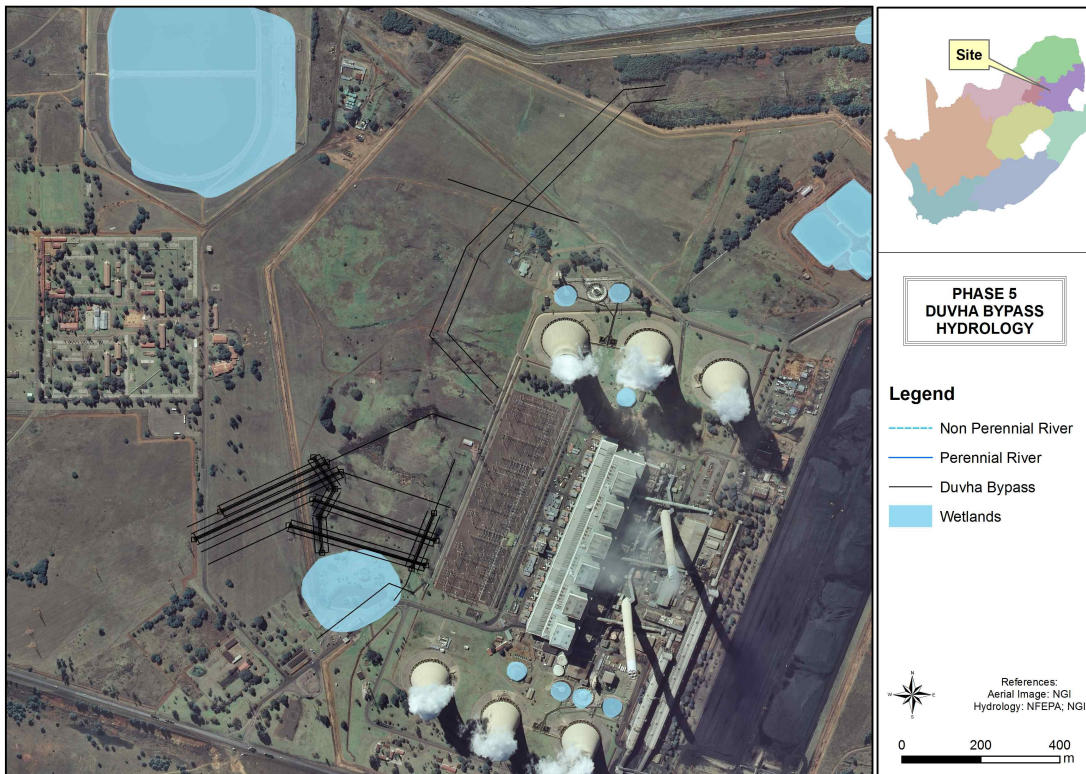 Site
PHASE 5
DUVHA BYPASS
HYDROLOGY
Legend
Non Perennial River
Perennial River
Duvha Bypass
Wetlands
N
W
E
S
References:
Aerial Image: NGI
Hydrology: NFEPA; NGI
0 200 400
m